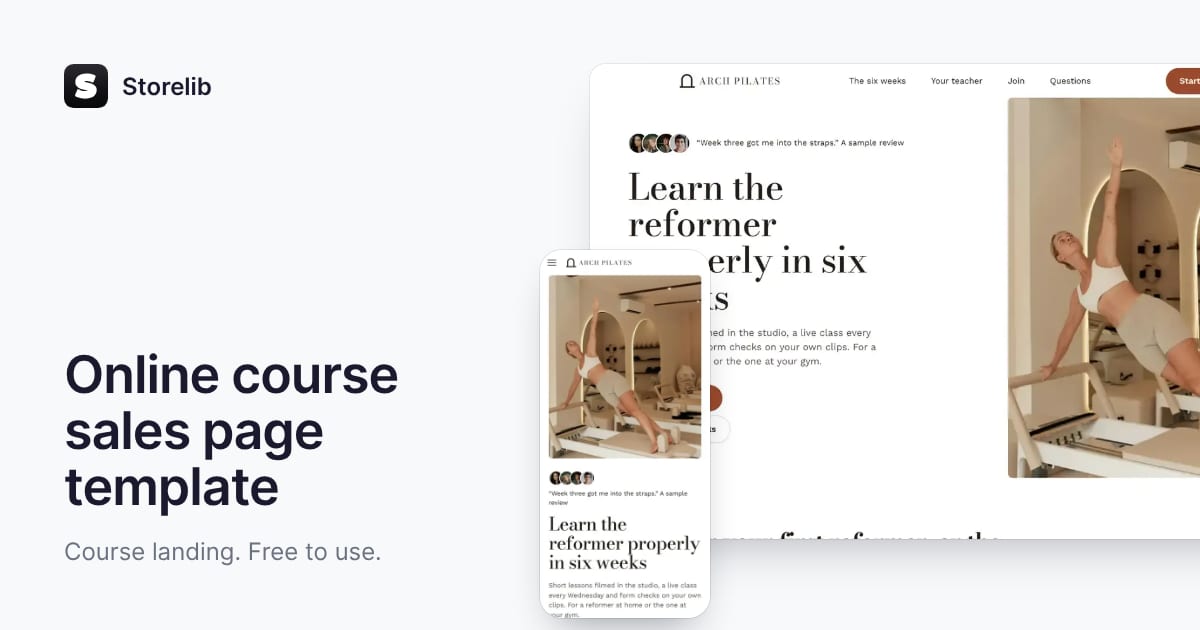 Storelib
Online course
sales page
template
Course landing. Free to use.
ARCH PILATES
The six weeks
Your teacher
Join
Questions
Start
"Week three got me into the straps." A sample review
Learn the
reformer
erly in six
in the studio, a live class every
checks on your own clips. For a
or the one at your gym.
ARCH PILATES
"Week three got me into the straps." A sample
review
Learn the
reformer properly
in six weeks
Short lessons filmed in the studio, a live class
every Wednesday and form checks on your own
clips. For a reformer at home or the one at
your gym.